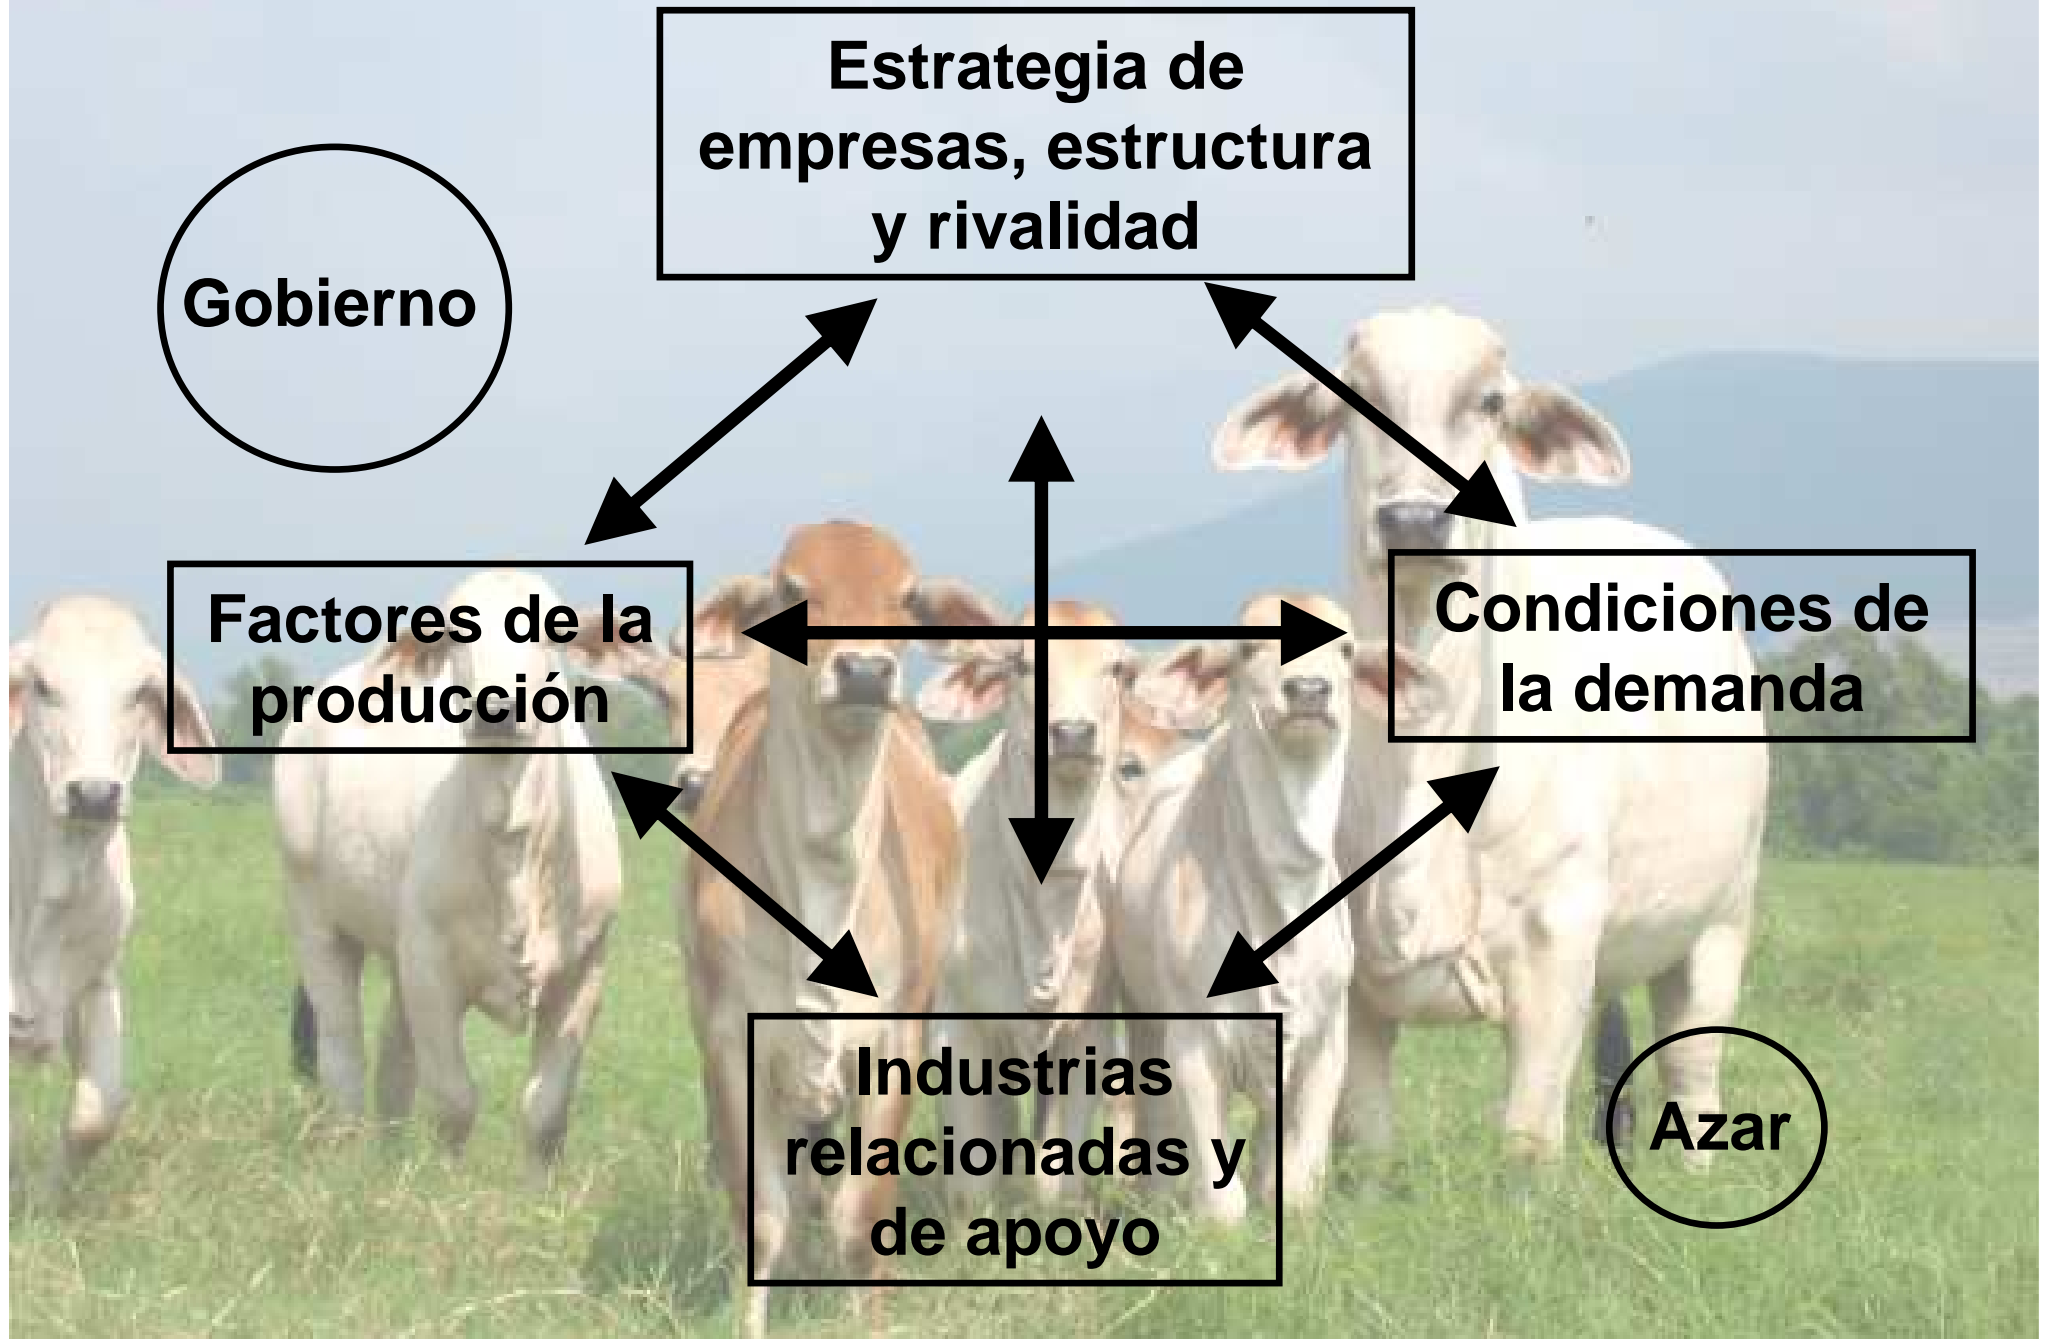 Estrategia de
empresas, estructura
y rivalidad
Gobierno
Factores de la
producción
Condiciones de
la demanda
Industrias
relacionadas y
de apoyo
Azar